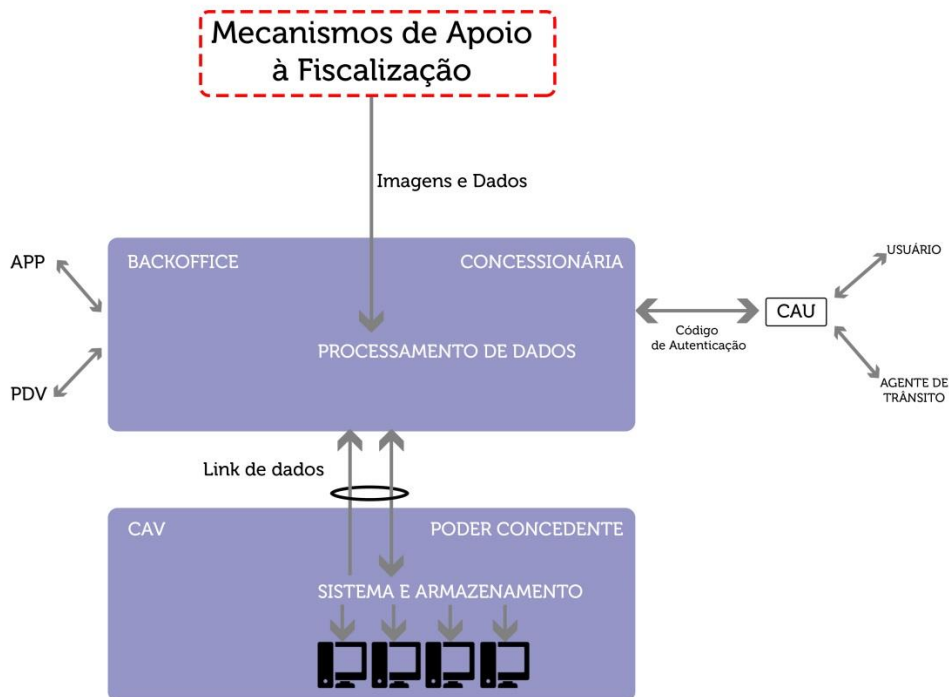 Mecanismos de Apoio
à Fiscalização
Imagens e Dados
APP
PDV
BACKOFFICE
CONCESSIONÁRIA
PROCESSAMENTO DE DADOS
Código
de Autenticação
CAU
USUÁRIO
AGENTE DE
TRÂNSITO
Link de dados
CAV
PODER CONCEDENTE
SISTEMA E ARMAZENAMENTO